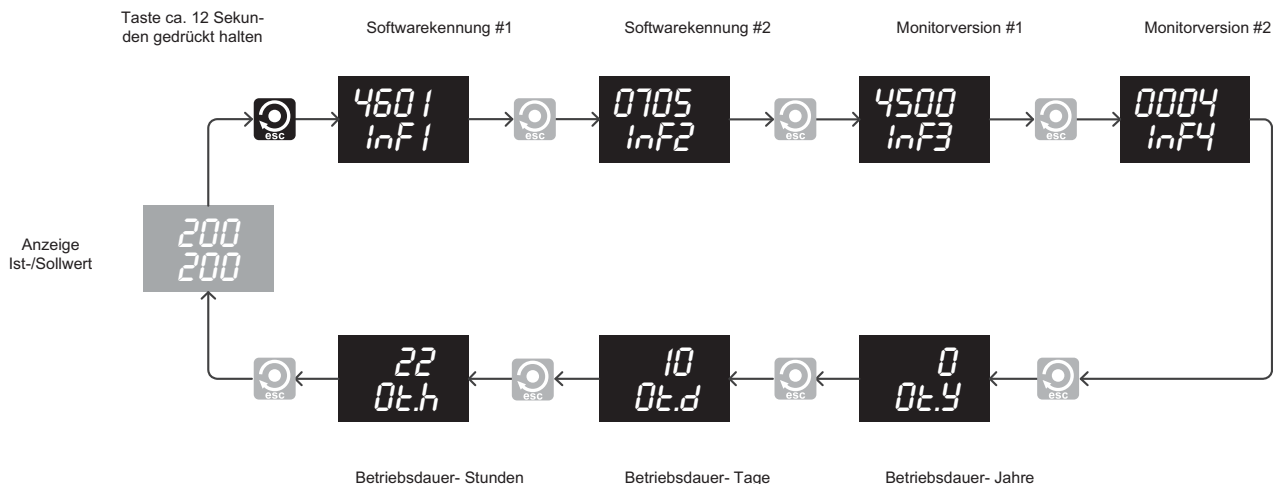 Taste ca. 12 Sekun-
den gedrückt halten
Softwarekennung #1
Softwarekennung #2
Monitorversion #1
Monitorversion #2
esc
4601
InF1
esc
0705
InF2
esc
4500
InF3
esc
0004
InF4
Anzeige
Ist-/Sollwert
200
200
esc
22
Ot.h
esc
10
Ot.d
esc
0
Ot.Y
esc
Betriebsdauer- Stunden
Betriebsdauer- Tage
Betriebsdauer- Jahre